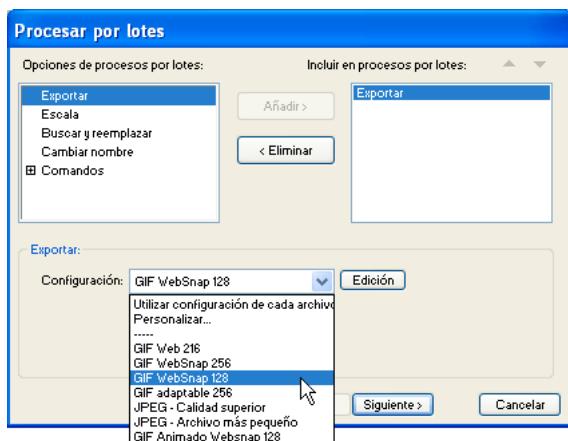 Procesar por lotes
Opciones de procesos por lotes:
Incluir en procesos por lotes:
Exportar
Escala
Buscar y reemplazar
Cambiar nombre
Comandos
Añadir >
< Eliminar
Exportar
Exportar:
Configuración:
GIF WebSnap 128
Edición
Utilizar configuración de cada archivo
Personalizar...
-----
GIF Web 216
GIF WebSnap 256
GIF WebSnap 128
GIF adaptable 256
JPEG - Calidad superior
JPEG - Archivo más pequeño
GIF Animado Websnap 128
Siguiente >
Cancelar